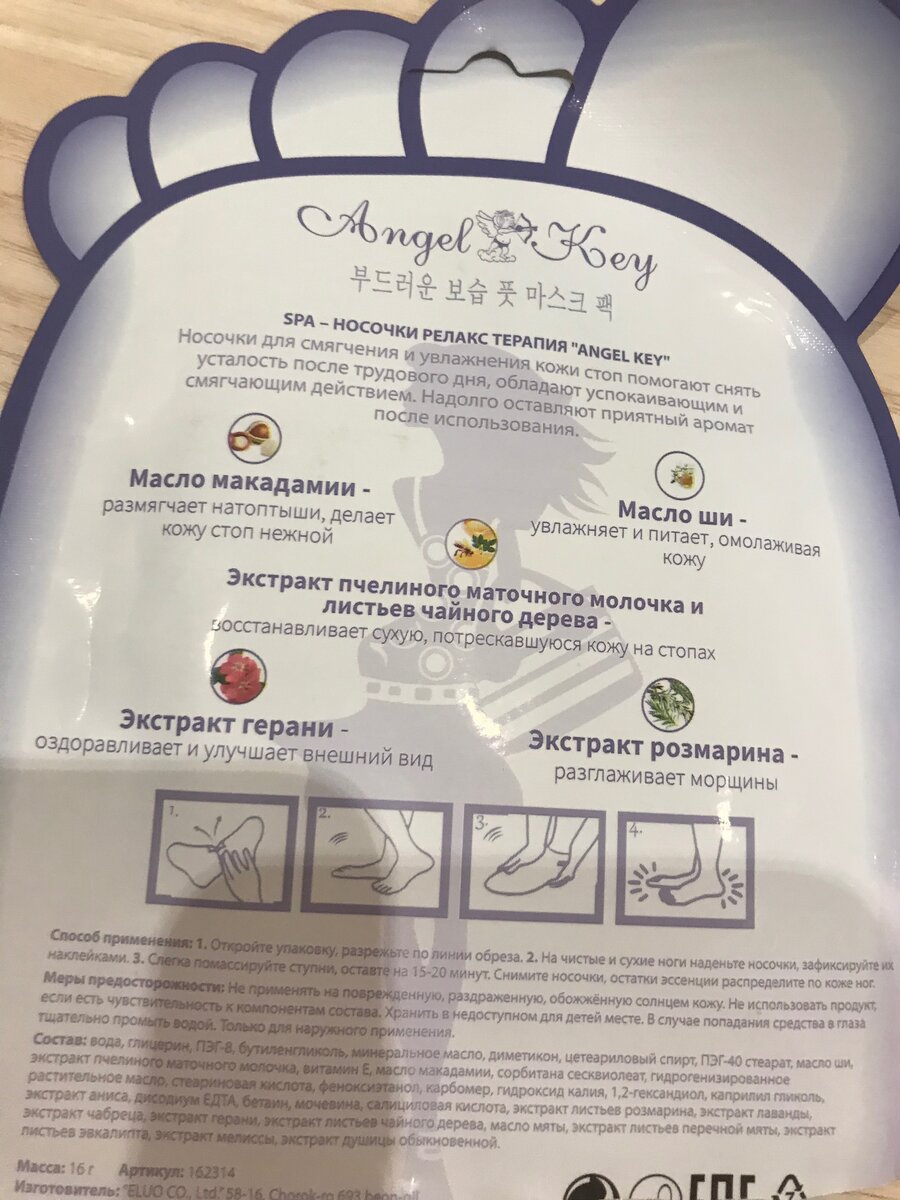 Angel Key
부드러운 보습 풋 마스크 팩
SPA – НОСОЧКИ РЕЛАКС ТЕРАПИЯ "ANGEL KEY"
Носочки для смягчения и увлажнения кожи стоп помогают снять
усталость после трудового дня, обладают успокаивающим и
смягчающим действием. Надолго оставляют приятный аромат
после использования.
Масло макадамии -
размягчает натоптыши, делает
кожу стоп нежной
Масло ши -
увлажняет и питает, омолаживая
кожу
Экстракт пчелиного маточного молочка и
листьев чайного дерева -
восстанавливает сухую, потрескавшуюся кожу на стопах
Экстракт герани -
оздоравливает и улучшает внешний вид
Экстракт розмарина -
разглаживает морщины
1.
2.
3.
4.
Способ применения: 1. Откройте упаковку, разрежьте по линии обреза. 2. На чистые и сухие ноги наденьте носочки, зафиксируйте их
наклейками. 3. Слегка помассируйте ступни, оставте на 15-20 минут. Снимите носочки, остатки эссенции распределите по коже ног.
Меры предосторожности: Не применять на поврежденную, раздраженную, обожжённую солнцем кожу. Не использовать продукт,
если есть чувствительность к компонентам состава. Хранить в недоступном для детей месте. В случае попадания средства в глаза
тщательно промыть водой. Только для наружного применения.
Состав: вода, глицерин, ПЭГ-8, бутиленгликоль, минеральное масло, диметикон, цетеариловый спирт, ПЭГ-40 стеарат, масло ши,
экстракт пчелиного маточного молочка, витамин Е, масло макадамии, сорбитана сесквиолеат, гидрогенизированное
растительное масло, стеариновая кислота, феноксиэтанол, карбомер, гидроксид калия, 1,2-гександиол, каприлил гликоль,
экстракт аниса, дисодиум ЕДТА, бетаин, мочевина, салициловая кислота, экстракт листьев розмарина, экстракт лаванды,
экстракт чабреца, экстракт герани, экстракт листьев чайного дерева, масло мяты, экстракт листьев перечной мяты, экстракт
листьев эвкалипта, экстракт мелиссы, экстракт душицы обыкновенной.
Масса: 16 г Артикул: 162314
Изготовитель: "ELUO CO., Ltd." 58-16, Chorok-ro 693 beon-gil